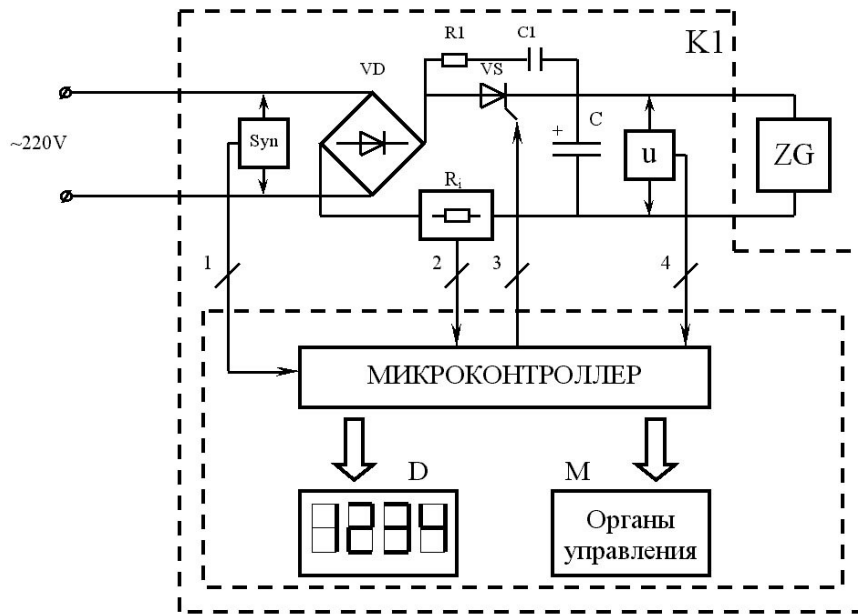 K1
R1
C1
VD
VS
~220V
Syn
+
C
u
ZG
Ri
1
2
3
4
МИКРОКОНТРОЛЛЕР
D
M
1234
Органы
управления